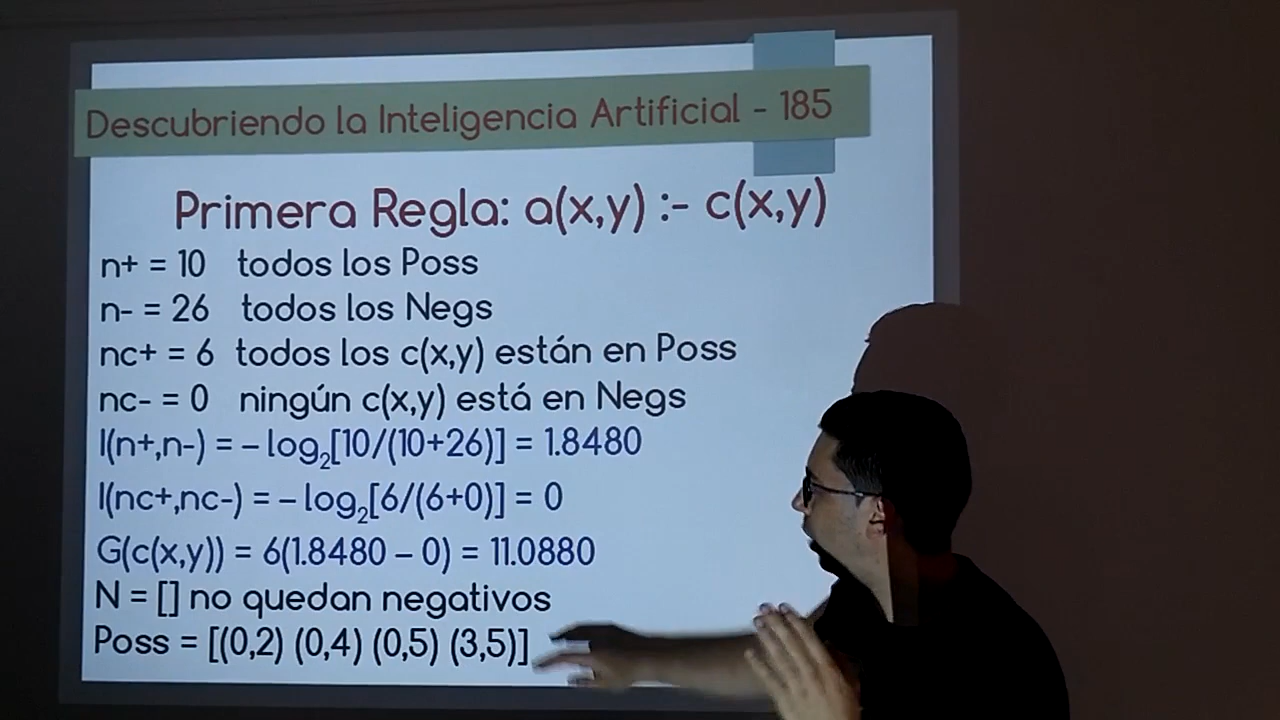 Descubriendo la Inteligencia Artificial - 185
Primera Regla: a(x,y) :- c(x,y)
n+ = 10 todos los Poss
n- = 26 todos los Negs
nc+ = 6 todos los c(x,y) están en Poss
nc- = 0 ningún c(x,y) está en Negs
I(n+,n-) = – log₂[10/(10+26)] = 1.8480
I(nc+,nc-) = – log₂[6/(6+0)] = 0
G(c(x,y)) = 6(1.8480 – 0) = 11.0880
N = [] no quedan negativos
Poss = [(0,2) (0,4) (0,5) (3,5)]